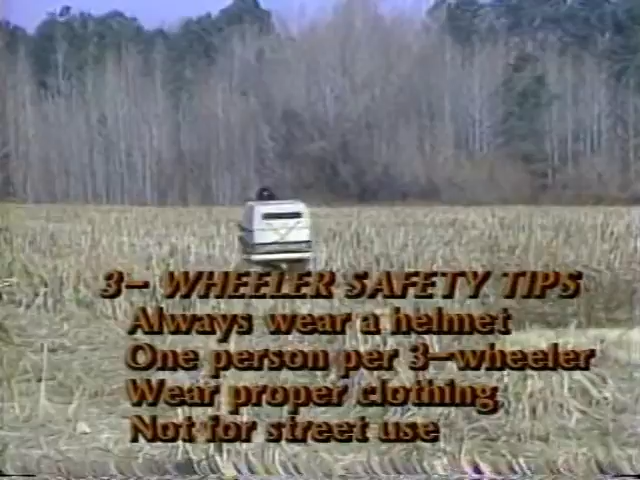 3- WHEELER SAFETY TIPS
Always wear a helmet
One person per 3-wheeler
Wear proper clothing
Not for street use